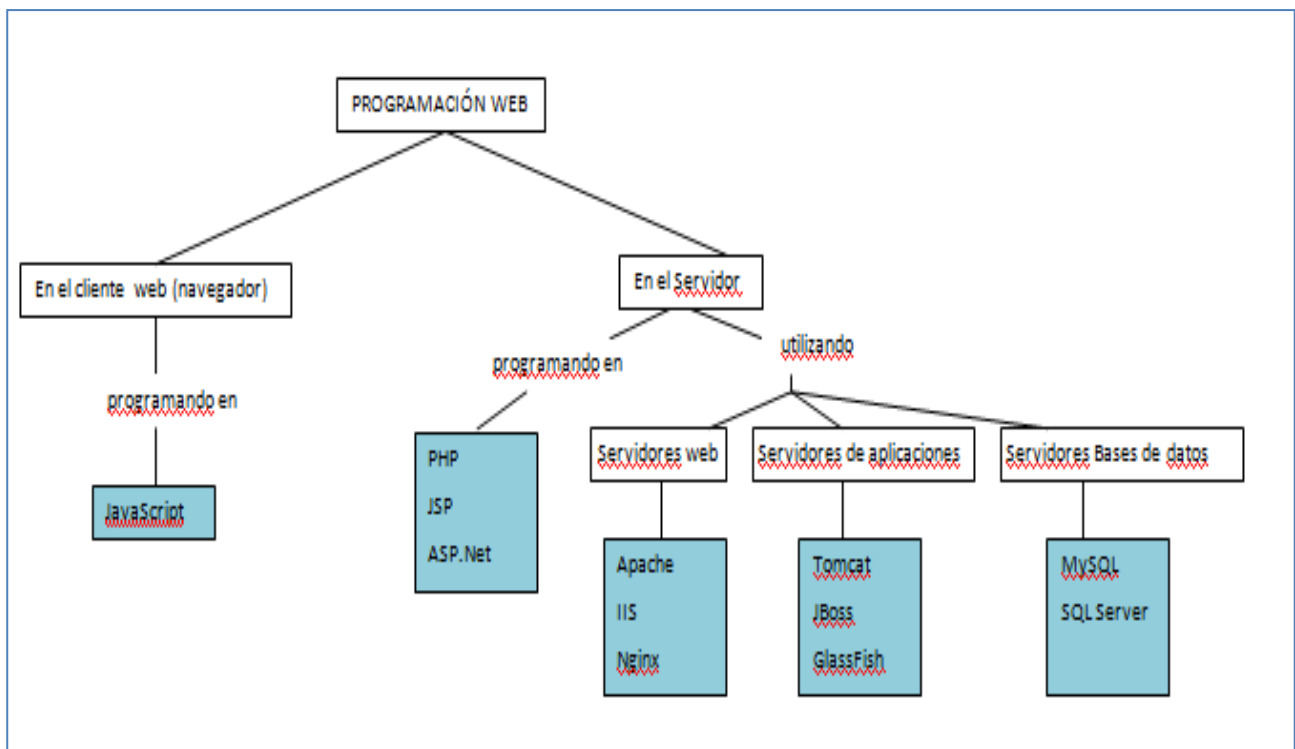 PROGRAMACIÓN WEB
En el cliente web (navegador)
En el Servidor
programando en
JavaScript
programando en
utilizando
PHP
JSP
ASP.Net
Servidores web
Servidores de aplicaciones
Servidores Bases de datos
Apache
IIS
Nginx
Tomcat
JBoss
GlassFish
MySQL
SQL Server